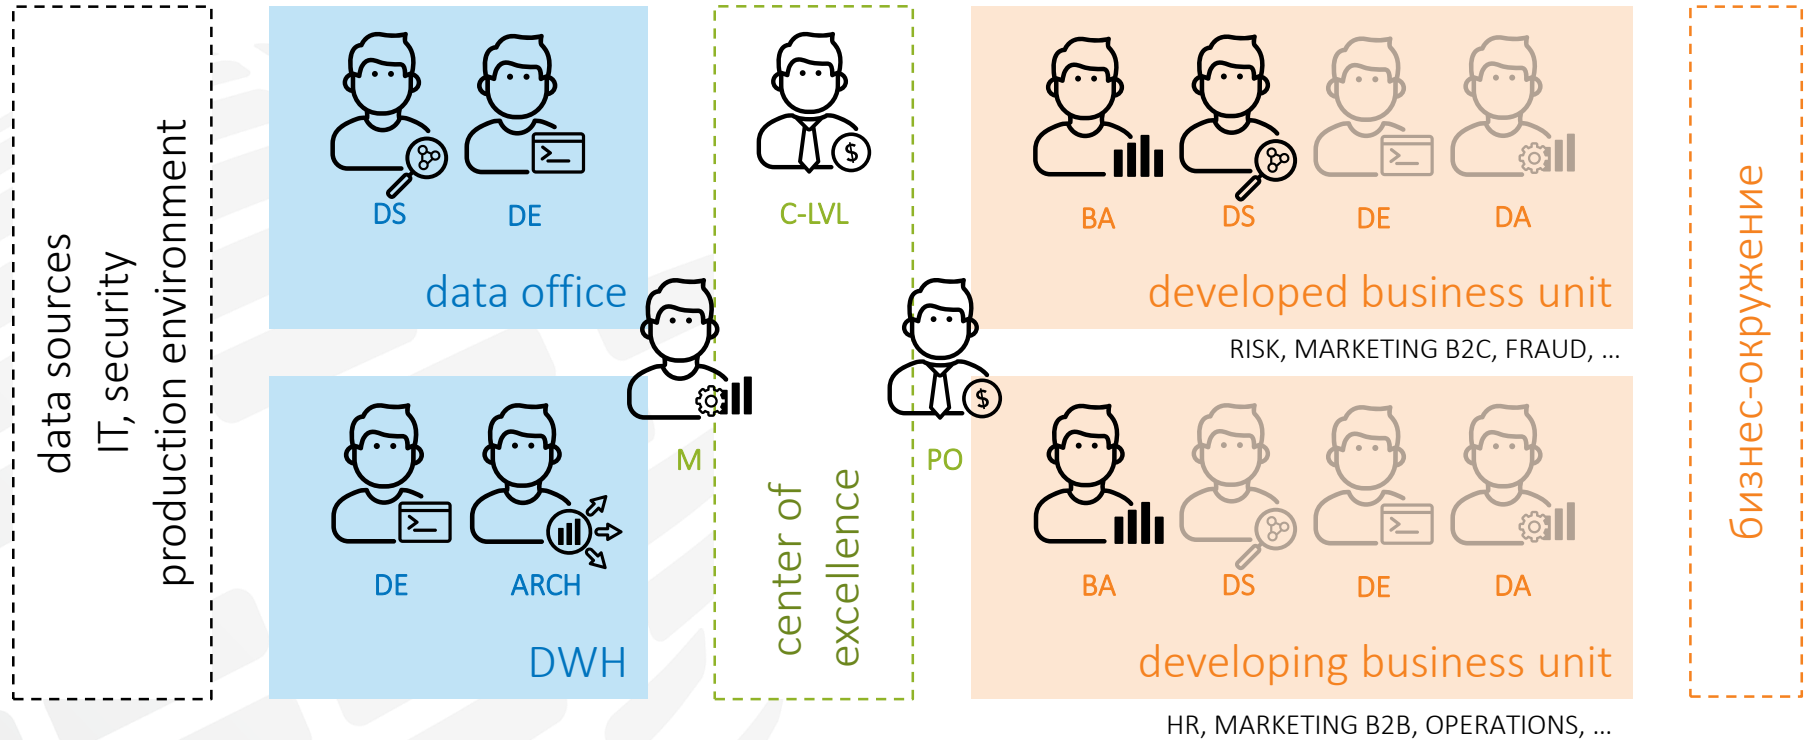 data sources
IT, security
production environment
DS
DE
data office
DE
ARCH
DWH
C-LVL
M
PO
center of
excellence
BA
DS
DE
DA
developed business unit
RISK, MARKETING B2C, FRAUD, ...
BA
DS
DE
DA
developing business unit
HR, MARKETING B2B, OPERATIONS, ...
бизнес-окружение